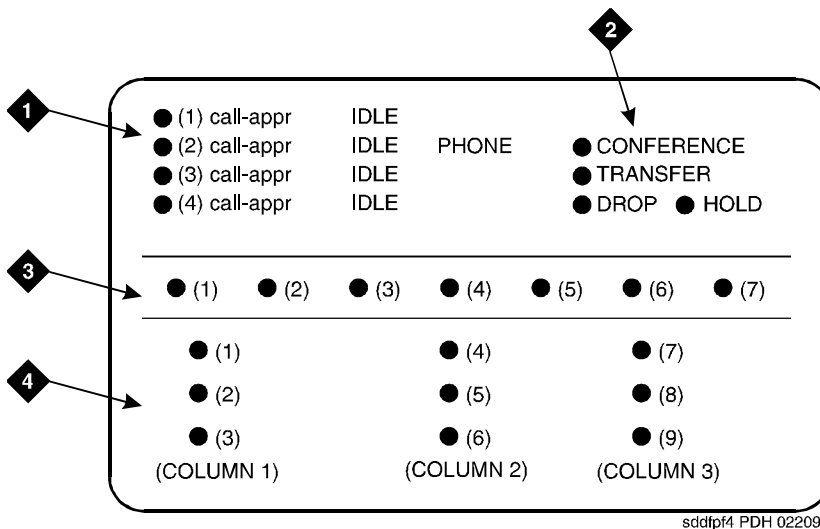 2
1
(1) call-appr IDLE
(2) call-appr IDLE PHONE CONFERENCE
(3) call-appr IDLE TRANSFER
(4) call-appr IDLE DROP HOLD
3
(1) (2) (3) (4) (5) (6) (7)
4
(1) (4) (7)
(2) (5) (8)
(3) (6) (9)
(COLUMN 1) (COLUMN 2) (COLUMN 3)
sddfpf4 PDH 02209